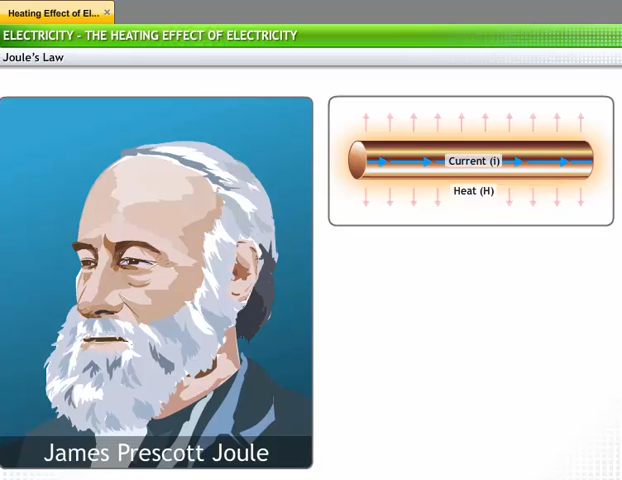 Heating Effect of El...
ELECTRICITY - THE HEATING EFFECT OF ELECTRICITY
Joule's Law
Current (i)
Heat (H)
James Prescott Joule